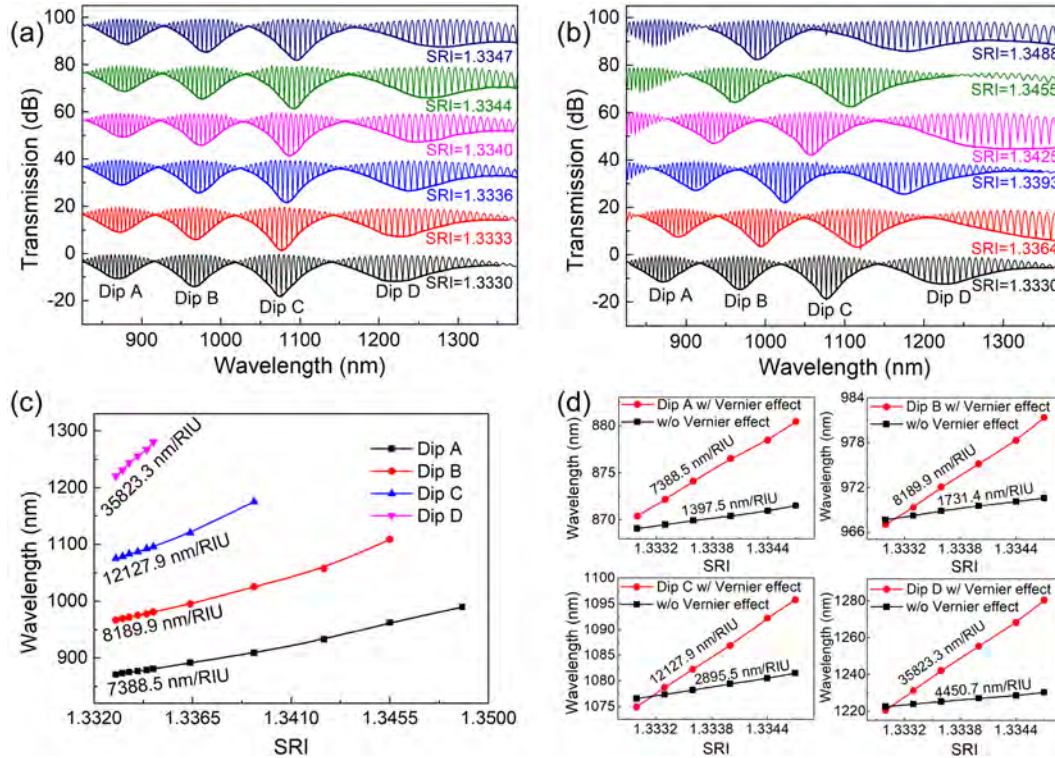 (a)
100
80
60
40
20
0
-20
Transmission (dB)
SRI=1.3347
SRI=1.3344
SRI=1.3340
SRI=1.3336
SRI=1.3333
SRI=1.3330
Dip A
Dip B
Dip C
Dip D
900 1000 1100 1200 1300
Wavelength (nm)
(b)
100
80
60
40
20
0
-20
Transmission (dB)
SRI=1.3488
SRI=1.3455
SRI=1.3425
SRI=1.3393
SRI=1.3364
SRI=1.3330
Dip A
Dip B
Dip C
Dip D
900 1000 1100 1200 1300
Wavelength (nm)
(c)
1300
1200
1100
1000
900
Wavelength (nm)
35823.3 nm/RIU
12127.9 nm/RIU
8189.9 nm/RIU
7388.5 nm/RIU
Dip A
Dip B
Dip C
Dip D
1.3320 1.3365 1.3410 1.3455 1.3500
SRI
(d)
Dip A w/ Vernier effect
w/o Vernier effect
880
875
870
Wavelength (nm)
7388.5 nm/RIU
1397.5 nm/RIU
1.3332 1.3338 1.3344
SRI
Dip B w/ Vernier effect
w/o Vernier effect
984
978
972
966
Wavelength (nm)
8189.9 nm/RIU
1731.4 nm/RIU
1.3332 1.3338 1.3344
SRI
Dip C w/ Vernier effect
w/o Vernier effect
1100
1095
1090
1085
1080
1075
Wavelength (nm)
12127.9 nm/RIU
2895.5 nm/RIU
1.3332 1.3338 1.3344
SRI
Dip D w/ Vernier effect
w/o Vernier effect
1280
1260
1240
1220
Wavelength (nm)
35823.3 nm/RIU
4450.7 nm/RIU
1.3332 1.3338 1.3344
SRI